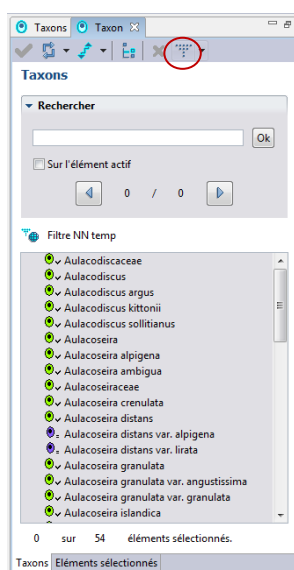 Taxons Taxon
Taxons
Rechercher
Ok
Sur l'élément actif
0 / 0
Filtre NN temp
Aulacodiscaceae
Aulacodiscus
Aulacodiscus argus
Aulacodiscus kittonii
Aulacodiscus sollitianus
Aulacoseira
Aulacoseira alpigena
Aulacoseira ambigua
Aulacoseiraceae
Aulacoseira crenulata
Aulacoseira distans
Aulacoseira distans var. alpigena
Aulacoseira distans var. lirata
Aulacoseira granulata
Aulacoseira granulata var. angustissima
Aulacoseira granulata var. granulata
Aulacoseira islandica
0 sur 54 éléments sélectionnés.
Taxons Eléments sélectionnés